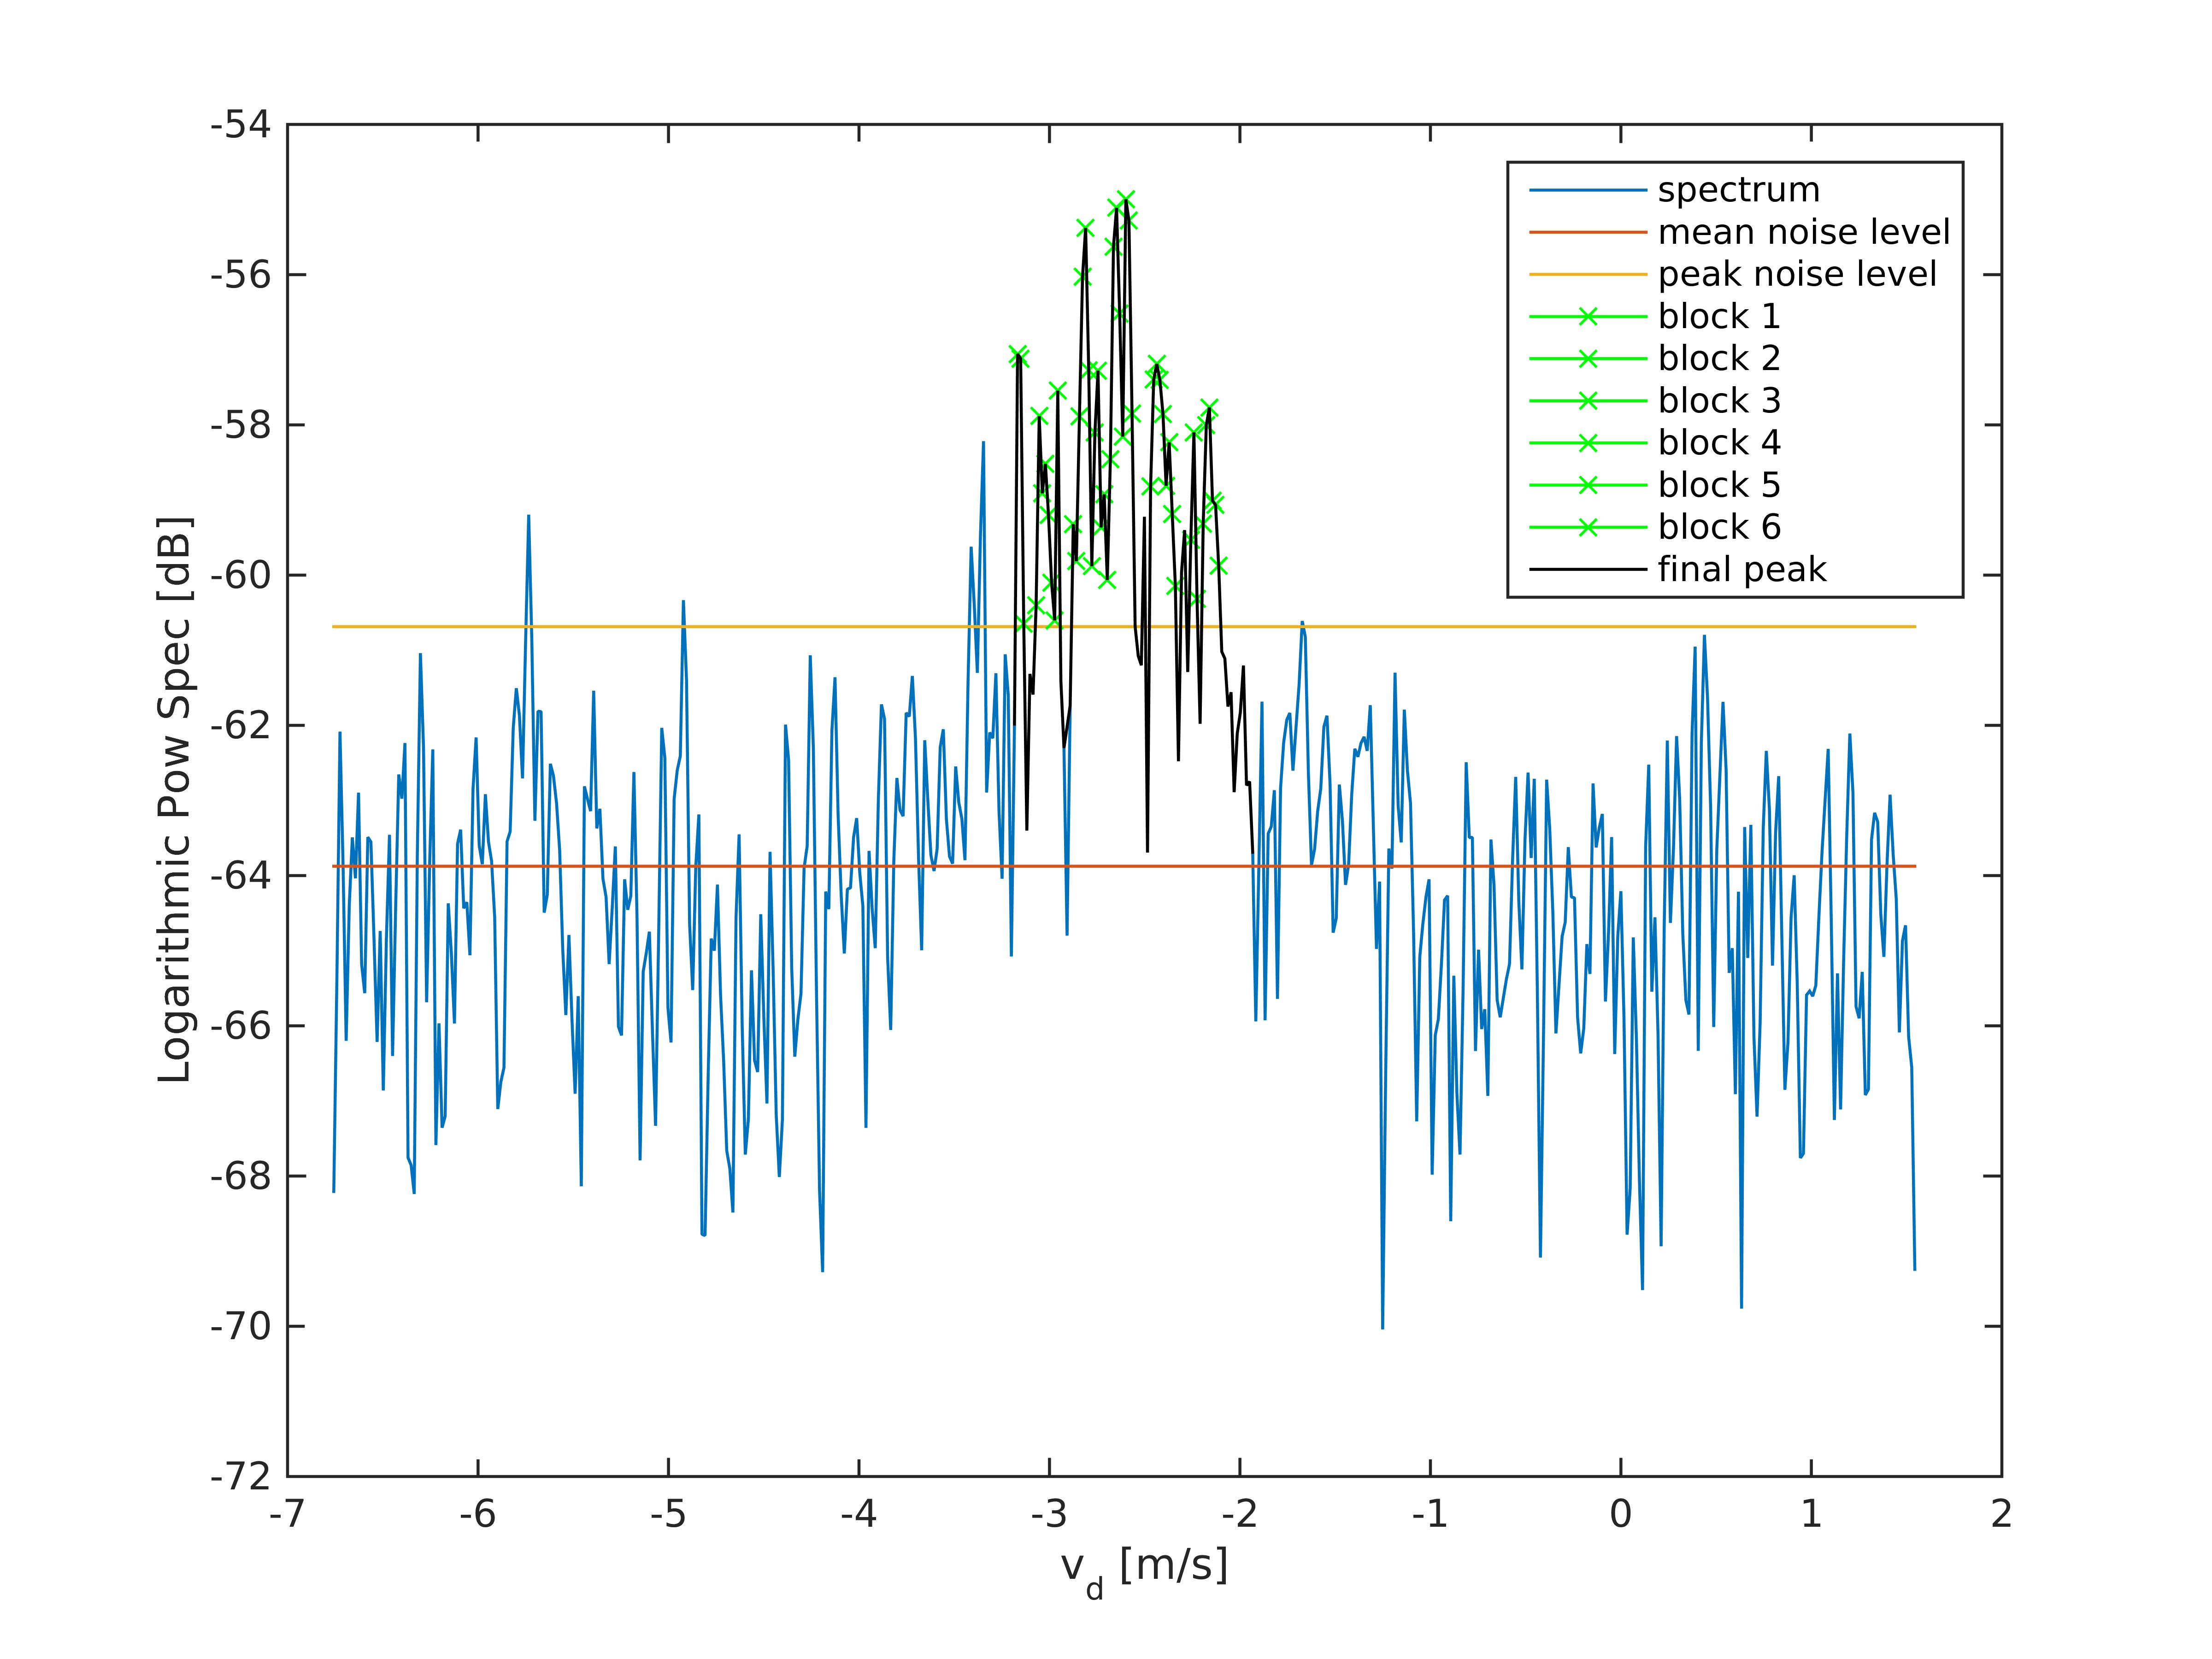 Logarithmic Pow Spec [dB]
-54
-56
-58
-60
-62
-64
-66
-68
-70
-72
-7 -6 -5 -4 -3 -2 -1 0 1 2
v_d [m/s]
spectrum
mean noise level
peak noise level
block 1
block 2
block 3
block 4
block 5
block 6
final peak